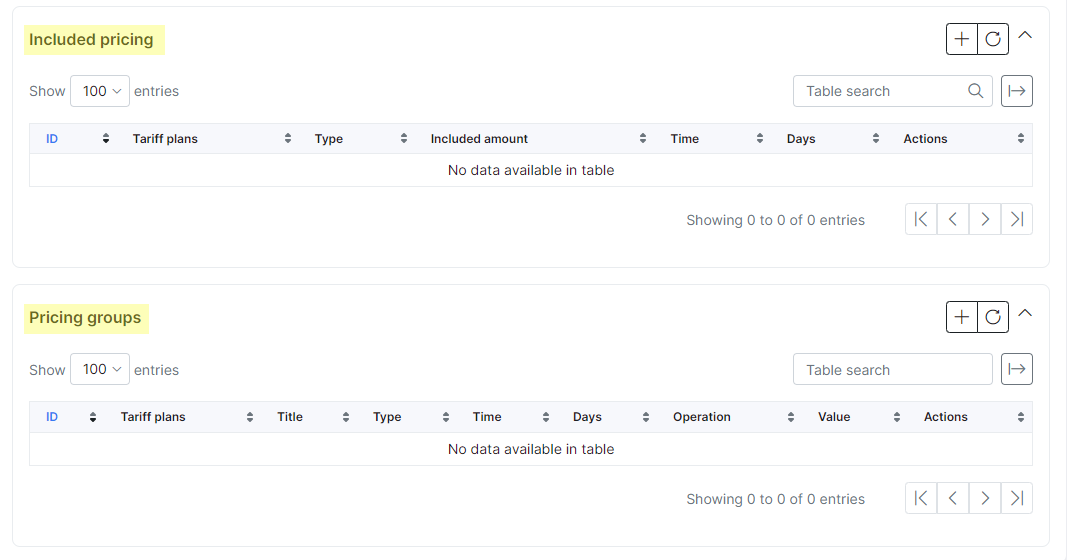 Included pricing
Show 100 entries Table search
ID Tariff plans Type Included amount Time Days Actions
No data available in table
Showing 0 to 0 of 0 entries
Pricing groups
Show 100 entries Table search
ID Tariff plans Title Type Time Days Operation Value Actions
No data available in table
Showing 0 to 0 of 0 entries